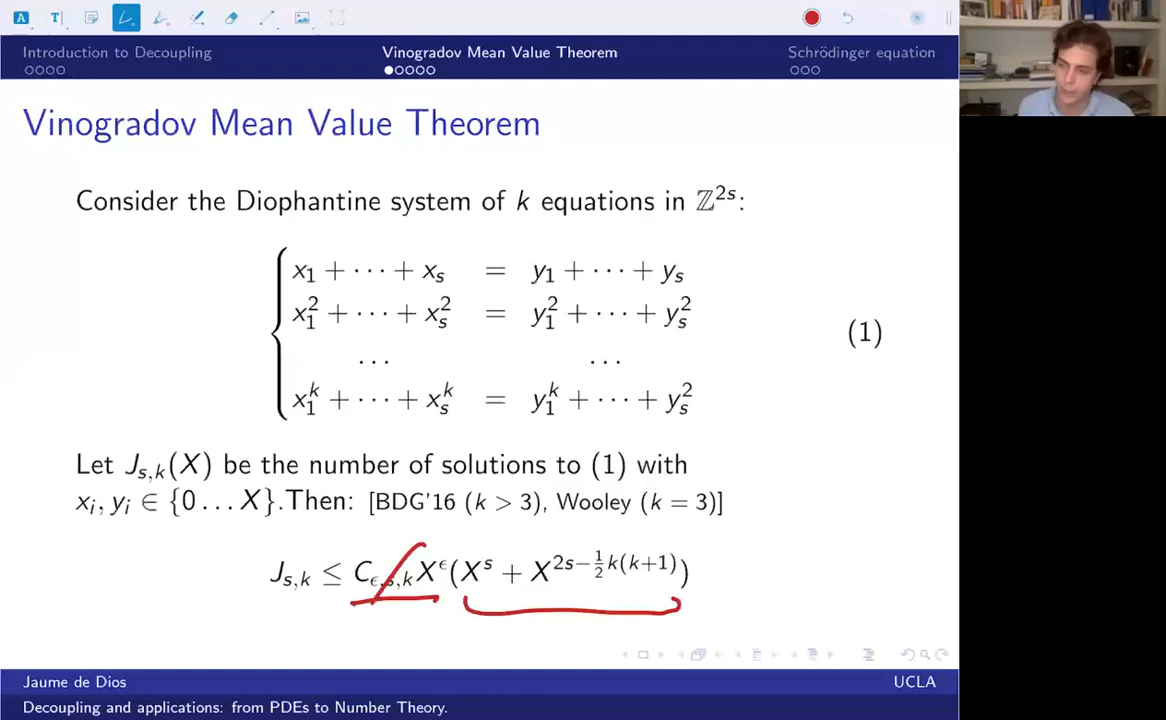 Introduction to Decoupling
Vinogradov Mean Value Theorem
Schrödinger equation
Vinogradov Mean Value Theorem
Consider the Diophantine system of k equations in ℤ^{2s}:
x_1 + ⋯ + x_s = y_1 + ⋯ + y_s
x_1^2 + ⋯ + x_s^2 = y_1^2 + ⋯ + y_s^2
⋯ ⋯
x_1^k + ⋯ + x_s^k = y_1^k + ⋯ + y_s^2
(1)
Let J_{s,k}(X) be the number of solutions to (1) with
x_i, y_i ∈ {0 … X}.Then: [BDG'16 (k > 3), Wooley (k = 3)]
J_{s,k} ≤ C_{ϵ,s,k}X^ϵ(X^s + X^{2s−½k(k+1)})
Jaume de Dios
UCLA
Decoupling and applications: from PDEs to Number Theory.